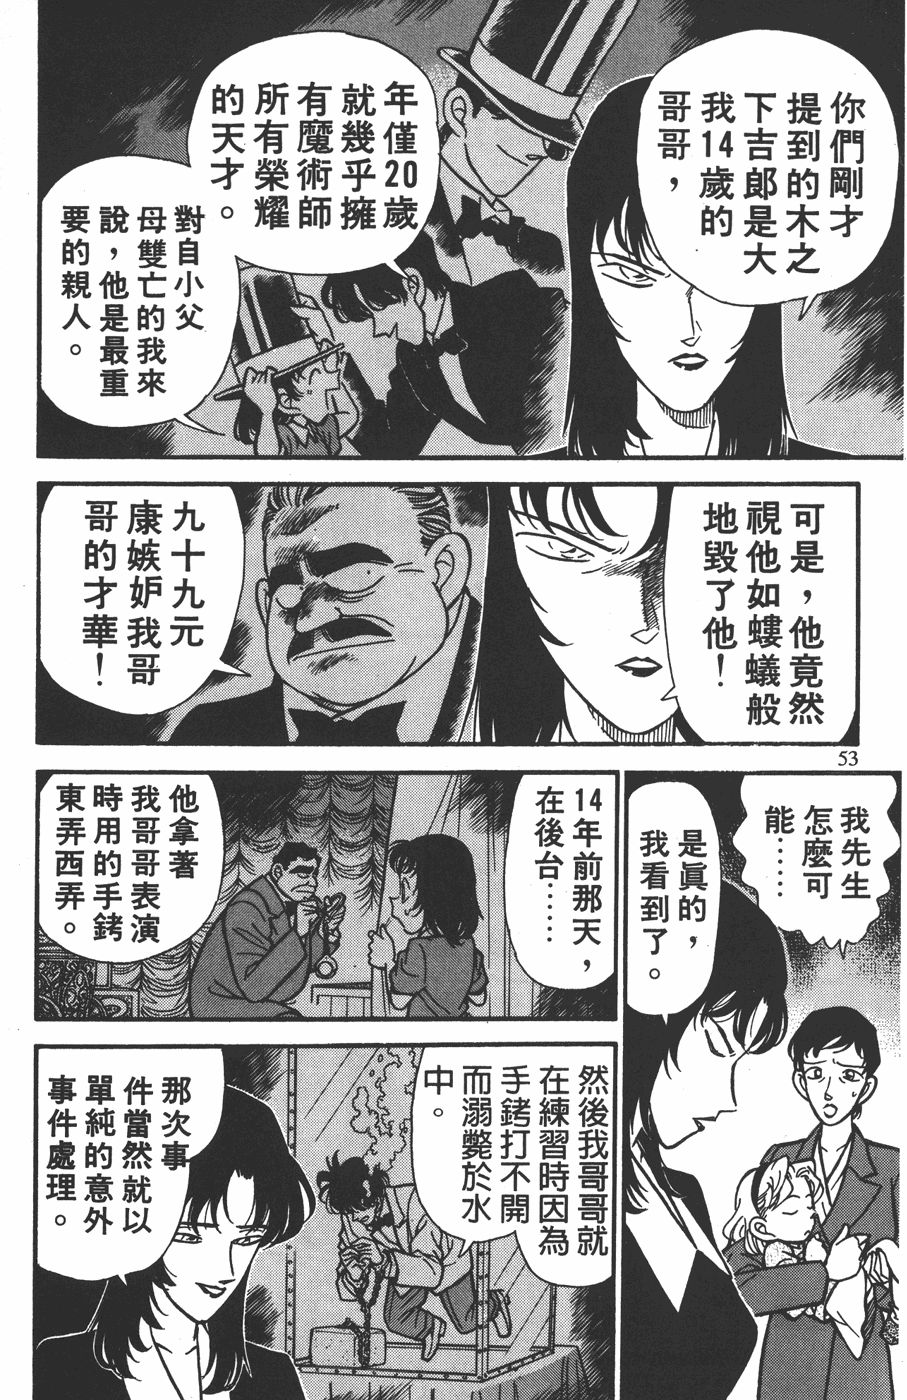 你們剛才
提到的木之
下吉郎是大
我14歲的
哥哥，
年僅20歲
就幾乎擁
有魔術師
所有榮耀
的天才。
對自小父
母雙亡的我來
說，他是最重
要的親人。
可是，他竟然
視他如螻蟻般
地毀了他！
九十九元
康嫉妒我哥
哥的才華！
53
我先生
怎麼可
能……
是眞的，
我看到了。
14年前那天，
在後台……
他拿著
我哥哥表演
時用的手銬
東弄西弄。
然後我哥哥就
在練習時因為
手銬打不開
而溺斃於水
中。
那次事
件當然就以
單純的意外
事件處理。